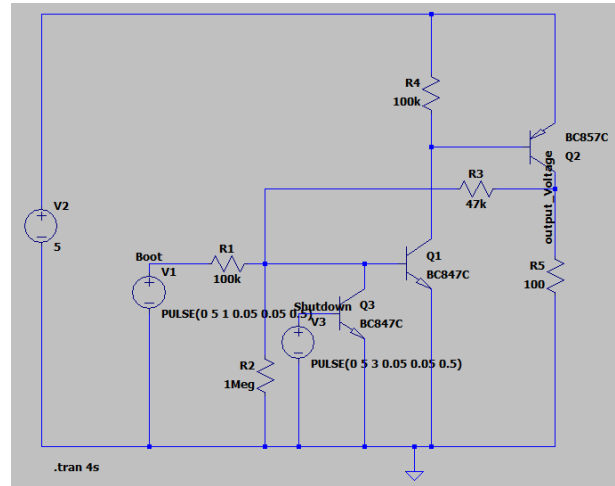 R4
100k
BC857C
Q2
R3
47k
output_Voltage
V2
5
Boot
V1
R1
100k
Q1
BC847C
R5
100
Shutdown
Q3
BC847C
V3
PULSE(0 5 1 0.05 0.05 0.5)
PULSE(0 5 3 0.05 0.05 0.5)
R2
1Meg
.tran 4s